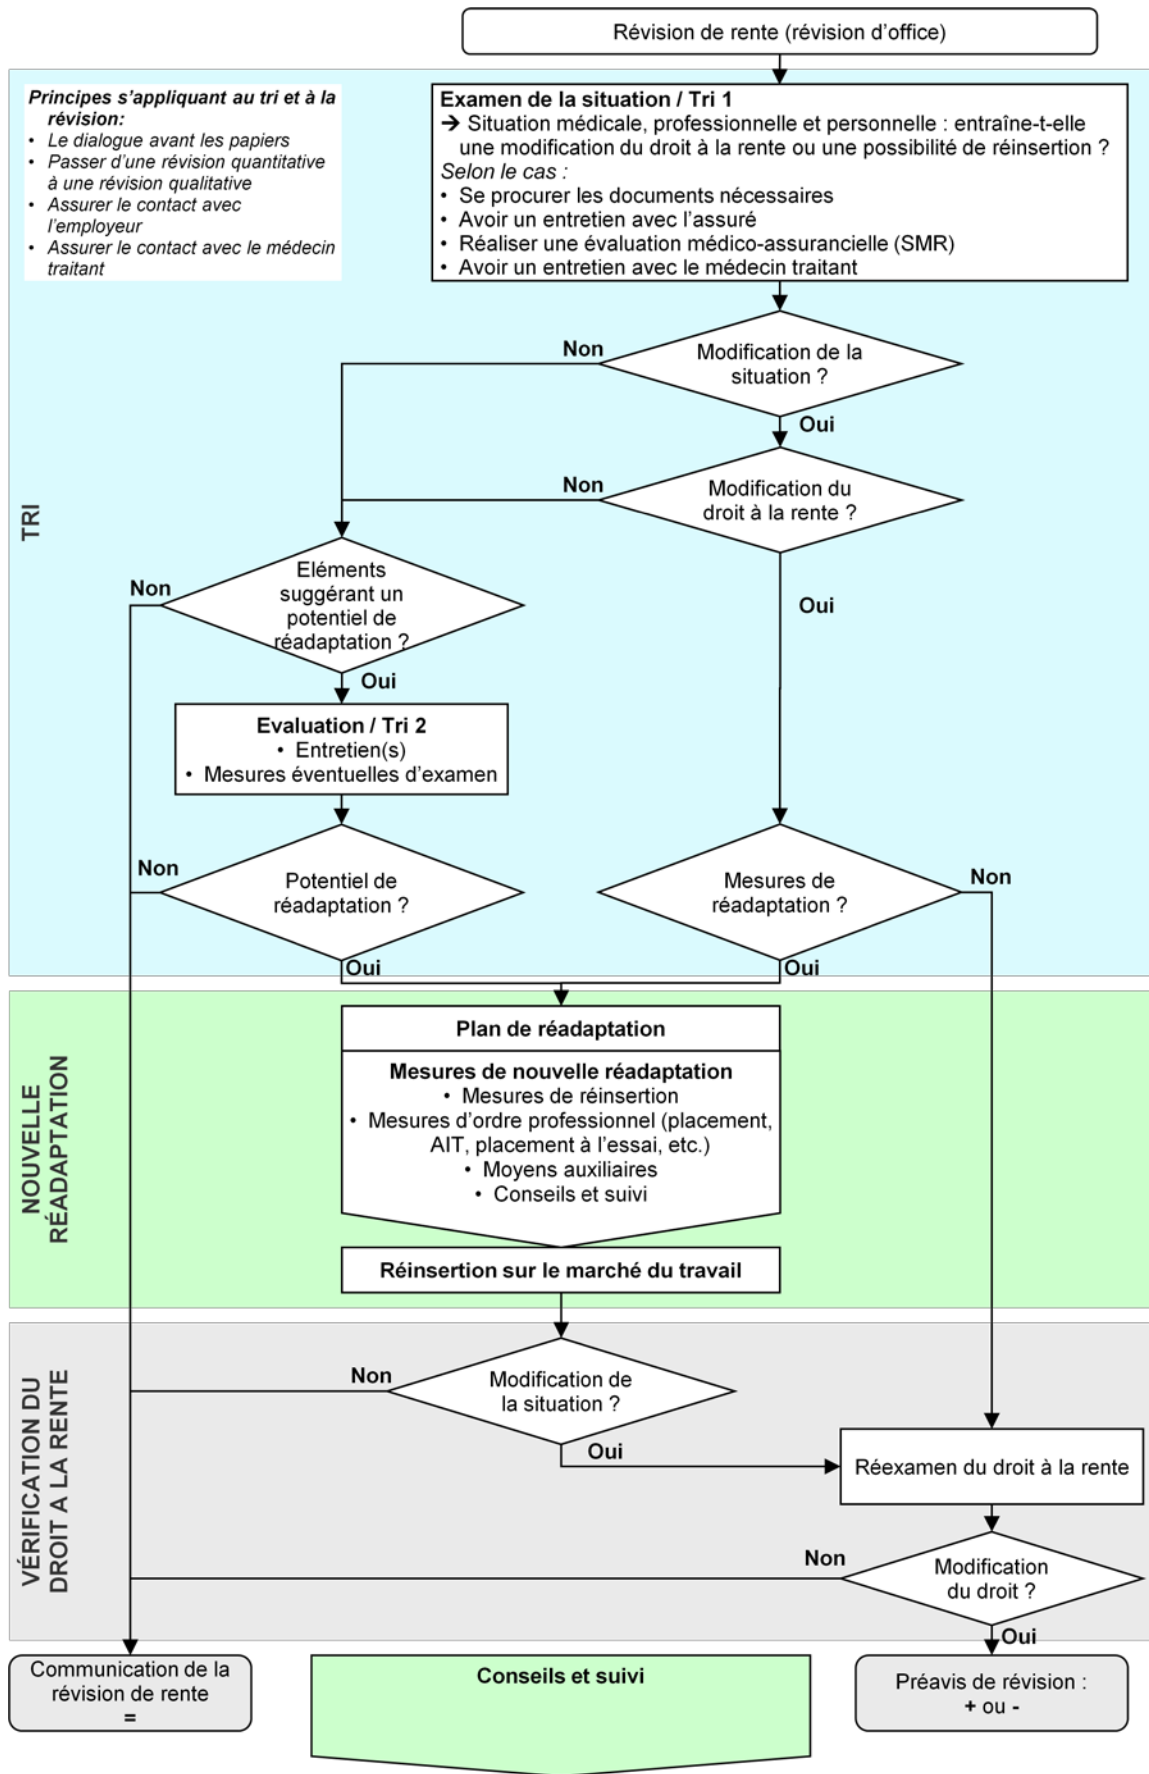 Révision de rente (révision d'office)
Principes s'appliquant au tri et à la
révision:
• Le dialogue avant les papiers
• Passer d'une révision quantitative
à une révision qualitative
• Assurer le contact avec
l'employeur
• Assurer le contact avec le médecin
traitant
Examen de la situation / Tri 1
→ Situation médicale, professionnelle et personnelle : entraîne-t-elle
une modification du droit à la rente ou une possibilité de réinsertion ?
Selon le cas :
• Se procurer les documents nécessaires
• Avoir un entretien avec l'assuré
• Réaliser une évaluation médico-assurancielle (SMR)
• Avoir un entretien avec le médecin traitant
Non
Modification de la
situation ?
Oui
Non
Modification du
droit à la rente ?
TRI
Non
Eléments
suggérant un
potentiel de
réadaptation ?
Oui
Oui
Evaluation / Tri 2
• Entretien(s)
• Mesures éventuelles d'examen
Non
Potentiel de
réadaptation ?
Mesures de
réadaptation ?
Non
Oui
Oui
NOUVELLE
RÉADAPTATION
Plan de réadaptation
Mesures de nouvelle réadaptation
• Mesures de réinsertion
• Mesures d'ordre professionnel (placement,
AIT, placement à l'essai, etc.)
• Moyens auxiliaires
• Conseils et suivi
Réinsertion sur le marché du travail
VÉRIFICATION DU
DROIT A LA RENTE
Non
Modification de
la situation ?
Oui
Réexamen du droit à la rente
Non
Modification
du droit ?
Oui
Communication de la
révision de rente
=
Conseils et suivi
Préavis de révision :
+ ou -